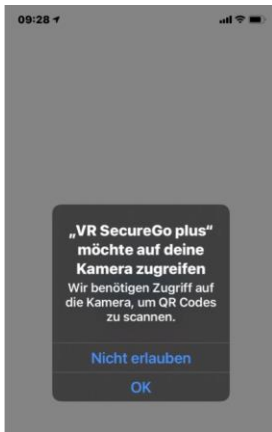 09:28
„VR SecureGo plus“
möchte auf deine
Kamera zugreifen
Wir benötigen Zugriff auf
die Kamera, um QR Codes
zu scannen.
Nicht erlauben
OK